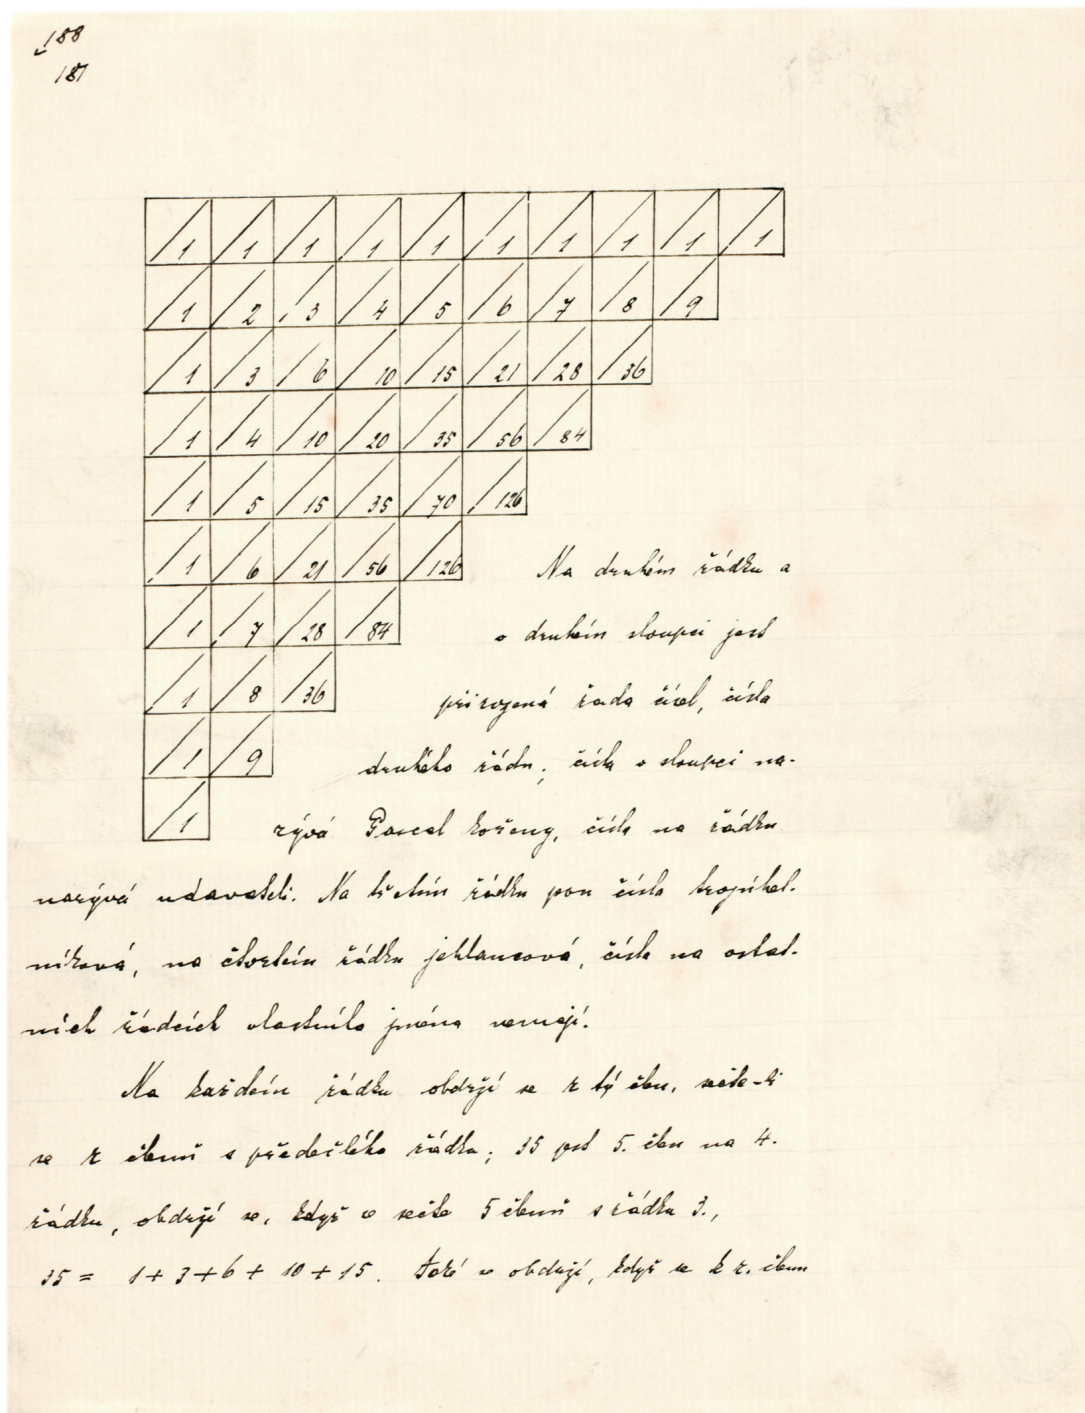 188
187
1 1 1 1 1 1 1 1 1 1
1 2 3 4 5 6 7 8 9
1 3 6 10 15 21 28 36
1 4 10 20 35 56 84
1 5 15 35 70 126
1 6 21 56 126
1 7 28 84
1 8 36
1 9
1
Na druhém řádku a
v druhém sloupci jest
přirozená řada čísel, čísla
druhého řádu; čísla v sloupci na-
zývá Pascal kořeny, čísla na řádku
nazývá udavateli. Na třetím řádku jsou čísla trojúhel-
níková, na čtvrtém řádku jehlancová, čísla na ostat-
ních řádcích vlastního jména nemají.
Na každém řádku obdrží se r tý člen, sečte-li
se r členů s předešlého řádku; 35 jest 5. člen na 4.
řádku, obdrží se, když se sečte 5 členů s řádku 3.,
35 = 1 + 3 + 6 + 10 + 15. Také se obdrží, když se k r. členu